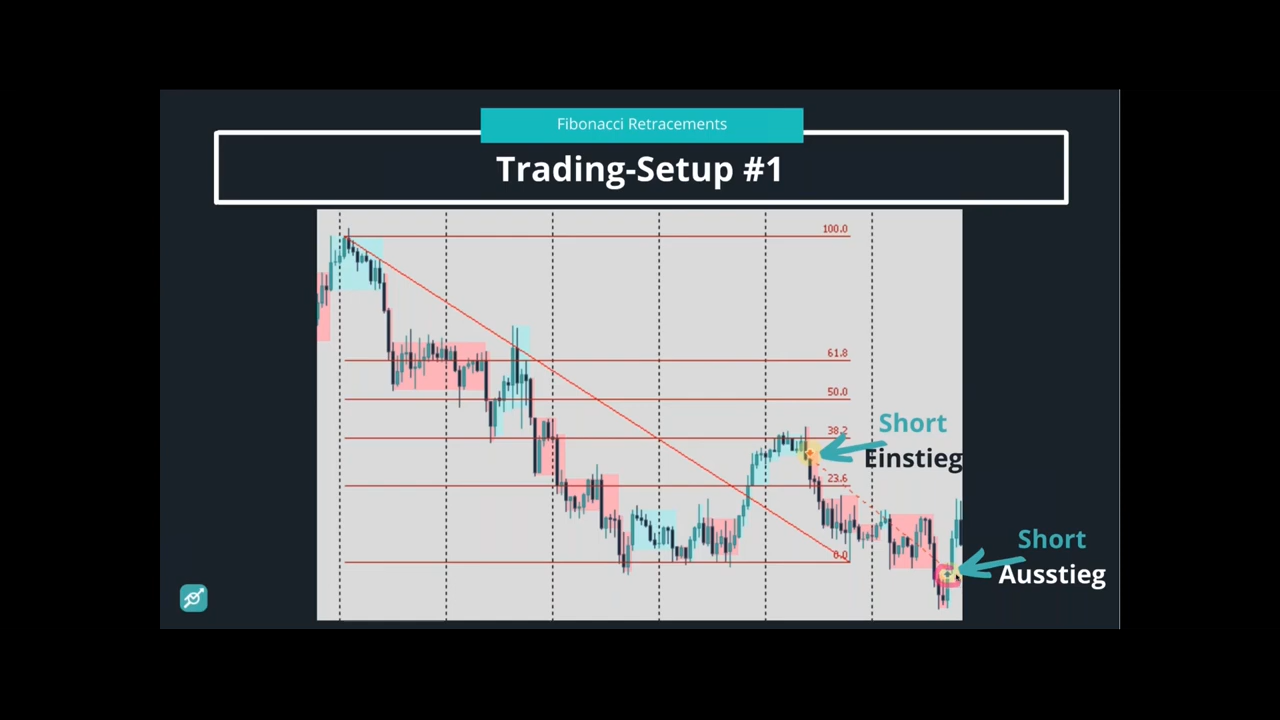 Fibonacci Retracements
Trading-Setup #1
100.0
61.8
50.0
38.2
Short
Einstieg
23.6
0.0
Short
Ausstieg